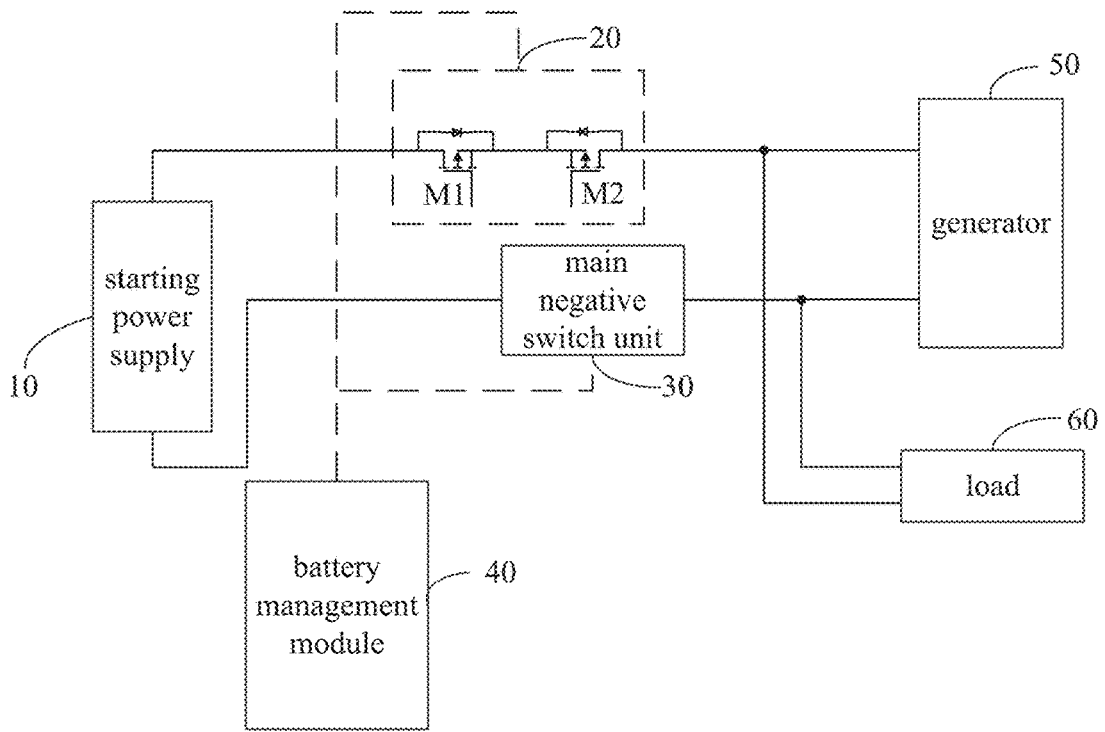 20
50
M1
M2
generator
starting
power
supply
main
negative
switch unit
10
30
60
load
battery
management
module
40